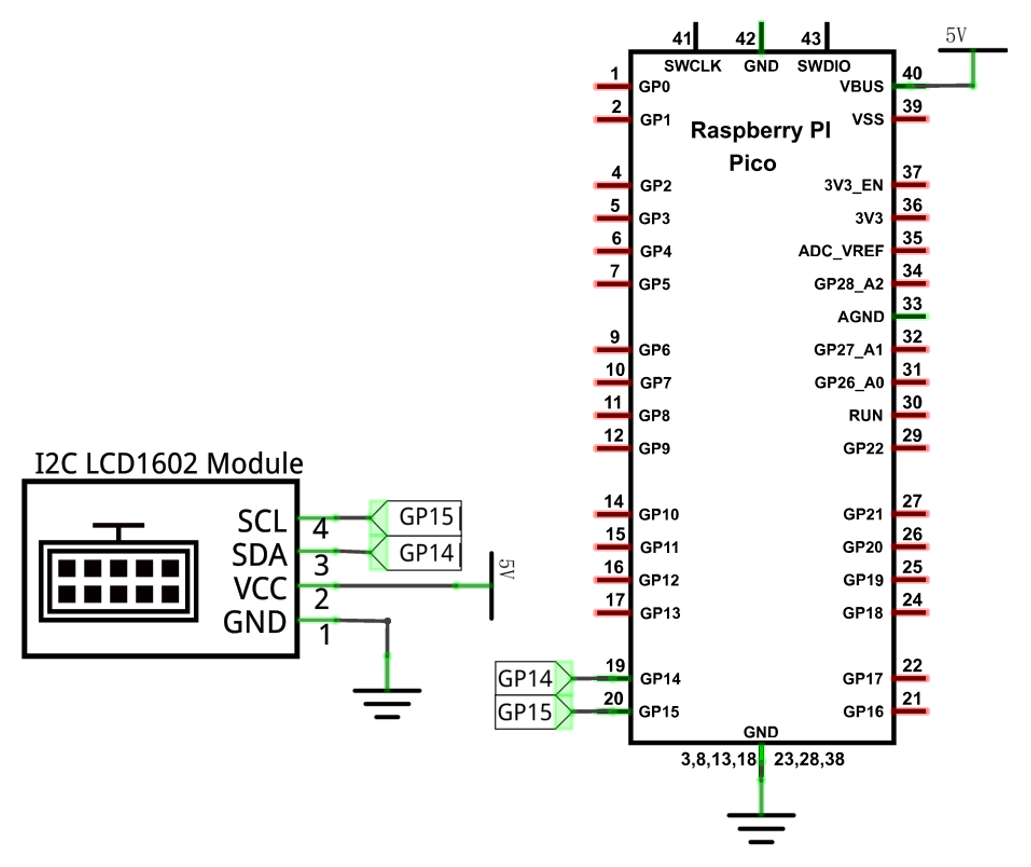 5V
41 42 43
SWCLK GND SWDIO
1 GP0 VBUS 40
2 GP1 VSS 39
Raspberry PI
Pico
4 GP2 3V3_EN 37
5 GP3 3V3 36
6 GP4 ADC_VREF 35
7 GP5 GP28_A2 34
AGND 33
9 GP6 GP27_A1 32
10 GP7 GP26_A0 31
11 GP8 RUN 30
12 GP9 GP22 29
14 GP10 GP21 27
15 GP11 GP20 26
16 GP12 GP19 25
17 GP13 GP18 24
19 GP14 GP17 22
20 GP15 GP16 21
GND
3,8,13,18 23,28,38
GP14
GP15
I2C LCD1602 Module
SCL 4 GP15
SDA 3 GP14
VCC 2 5V
GND 1